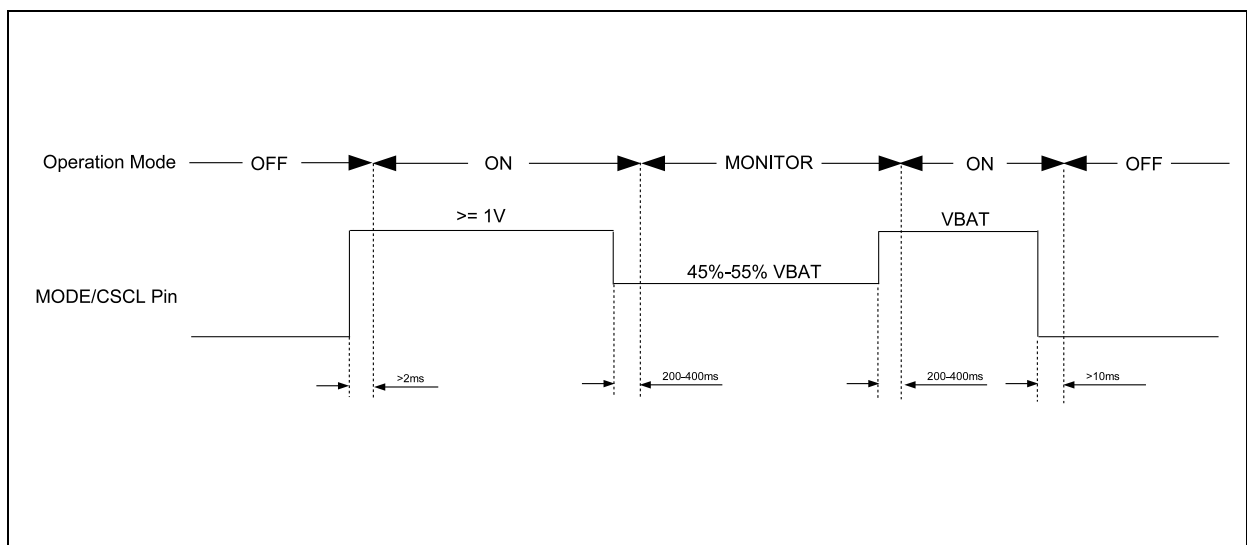 Operation Mode OFF ON MONITOR ON OFF
>= 1V VBAT
45%-55% VBAT
MODE/CSCL Pin
>2ms 200-400ms 200-400ms >10ms